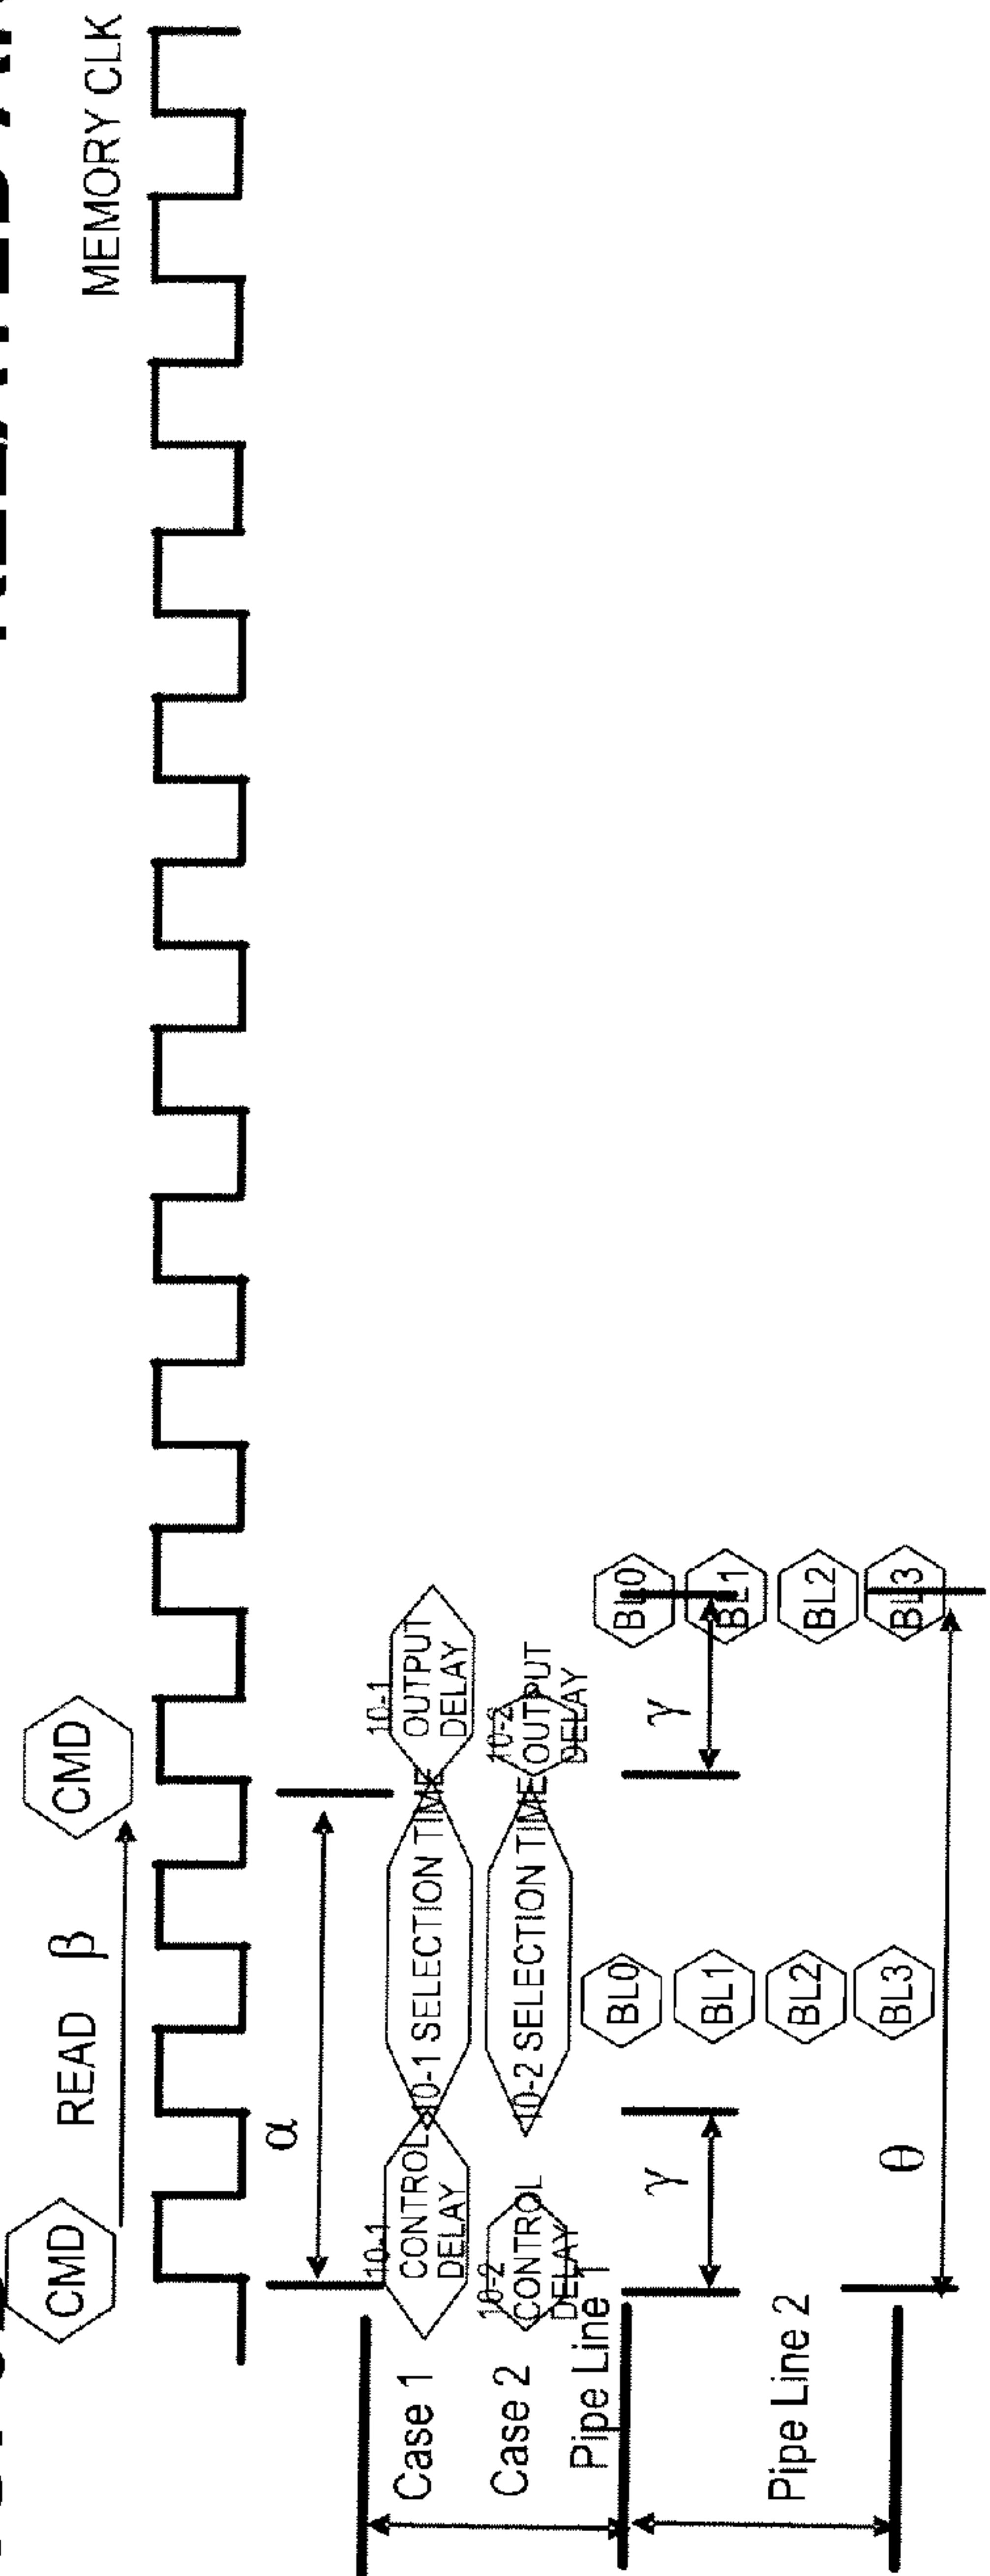 MEMORY CLK
CMD
READ β
CMD
α
Case 1
10-1
CONTROL
DELAY
10-1 SELECTION TIME
10-1
OUTPUT
DELAY
Case 2
10-2
CONTROL
DELAY
10-2 SELECTION TIME
10-2
OUTPUT
DELAY
Pipe Line 1
BL0
BL0
γ
BL1
γ
BL1
Pipe Line 2
BL2
BL2
θ
BL3
BL3